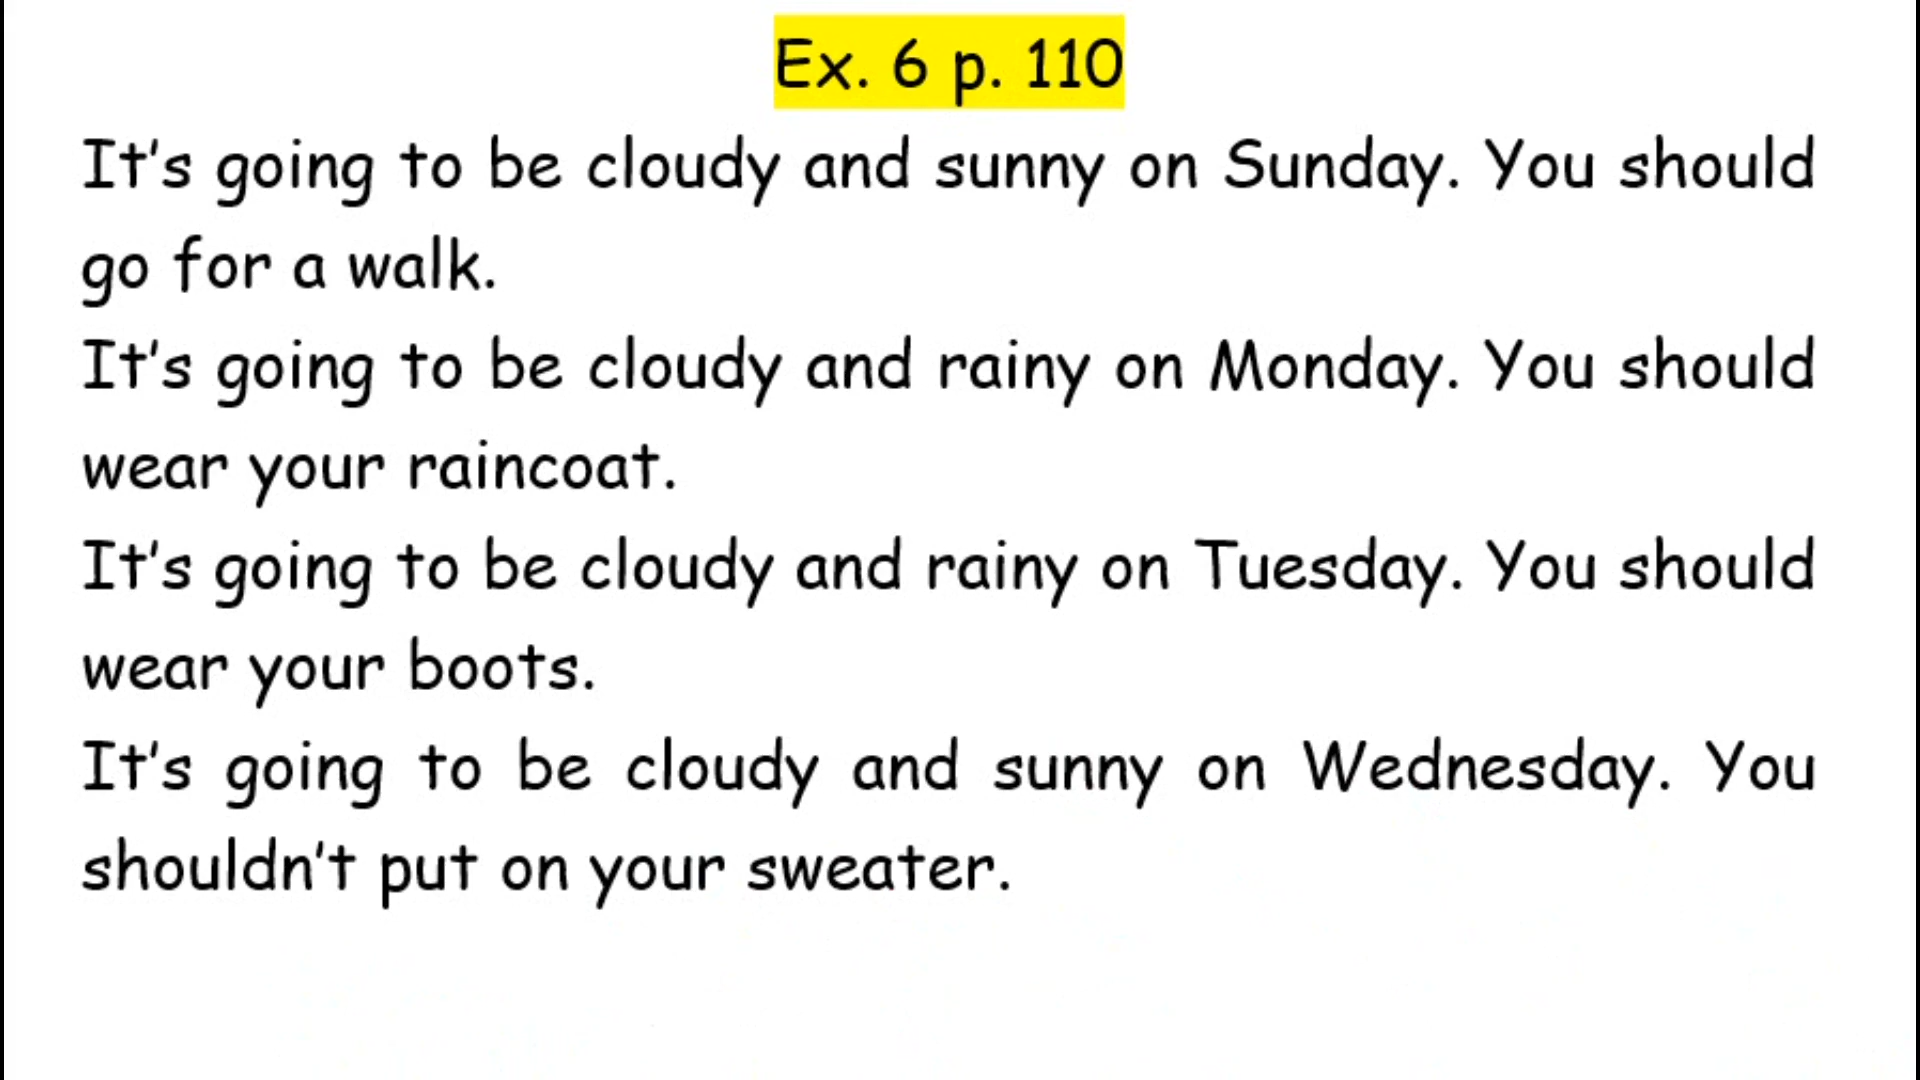 Ex. 6 p. 110
It's going to be cloudy and sunny on Sunday. You should
go for a walk.
It's going to be cloudy and rainy on Monday. You should
wear your raincoat.
It's going to be cloudy and rainy on Tuesday. You should
wear your boots.
It's going to be cloudy and sunny on Wednesday. You
shouldn't put on your sweater.